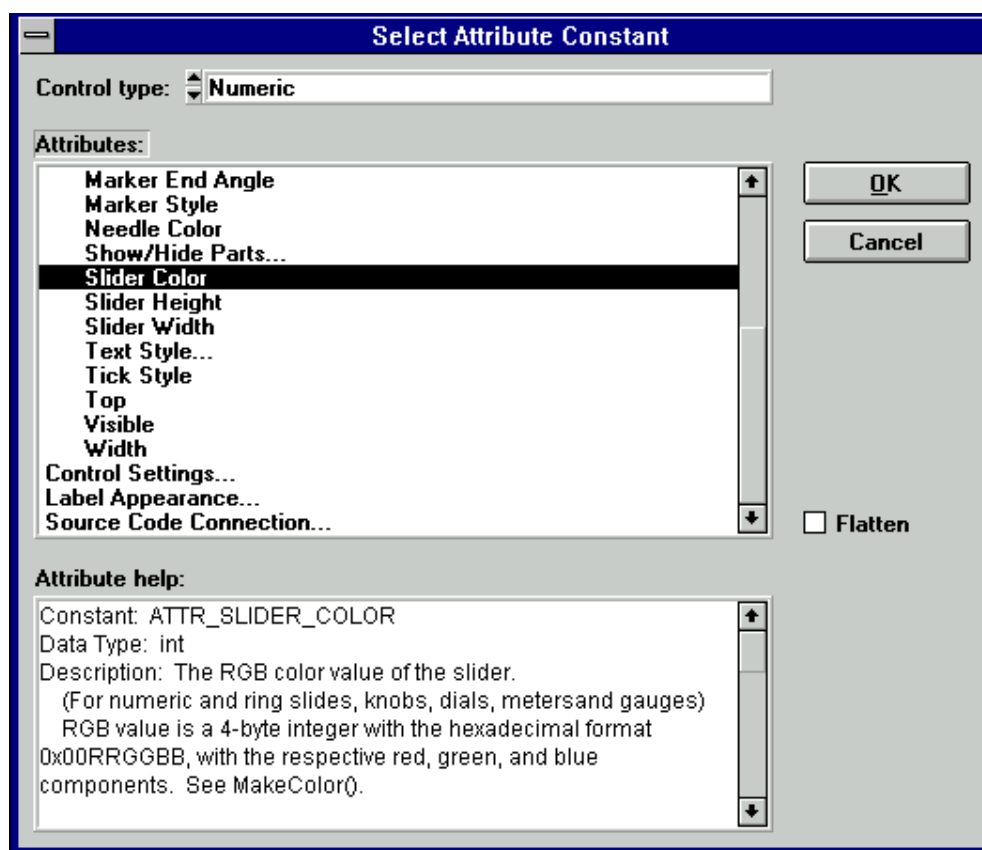 Select Attribute Constant
Control type: Numeric
Attributes:
Marker End Angle
Marker Style
Needle Color
Show/Hide Parts...
Slider Color
Slider Height
Slider Width
Text Style...
Tick Style
Top
Visible
Width
Control Settings...
Label Appearance...
Source Code Connection...
OK
Cancel
Flatten
Attribute help:
Constant: ATTR_SLIDER_COLOR
Data Type: int
Description: The RGB color value of the slider.
(For numeric and ring slides, knobs, dials, metersand gauges)
RGB value is a 4-byte integer with the hexadecimal format
0x00RRGGBB, with the respective red, green, and blue
components. See MakeColor().